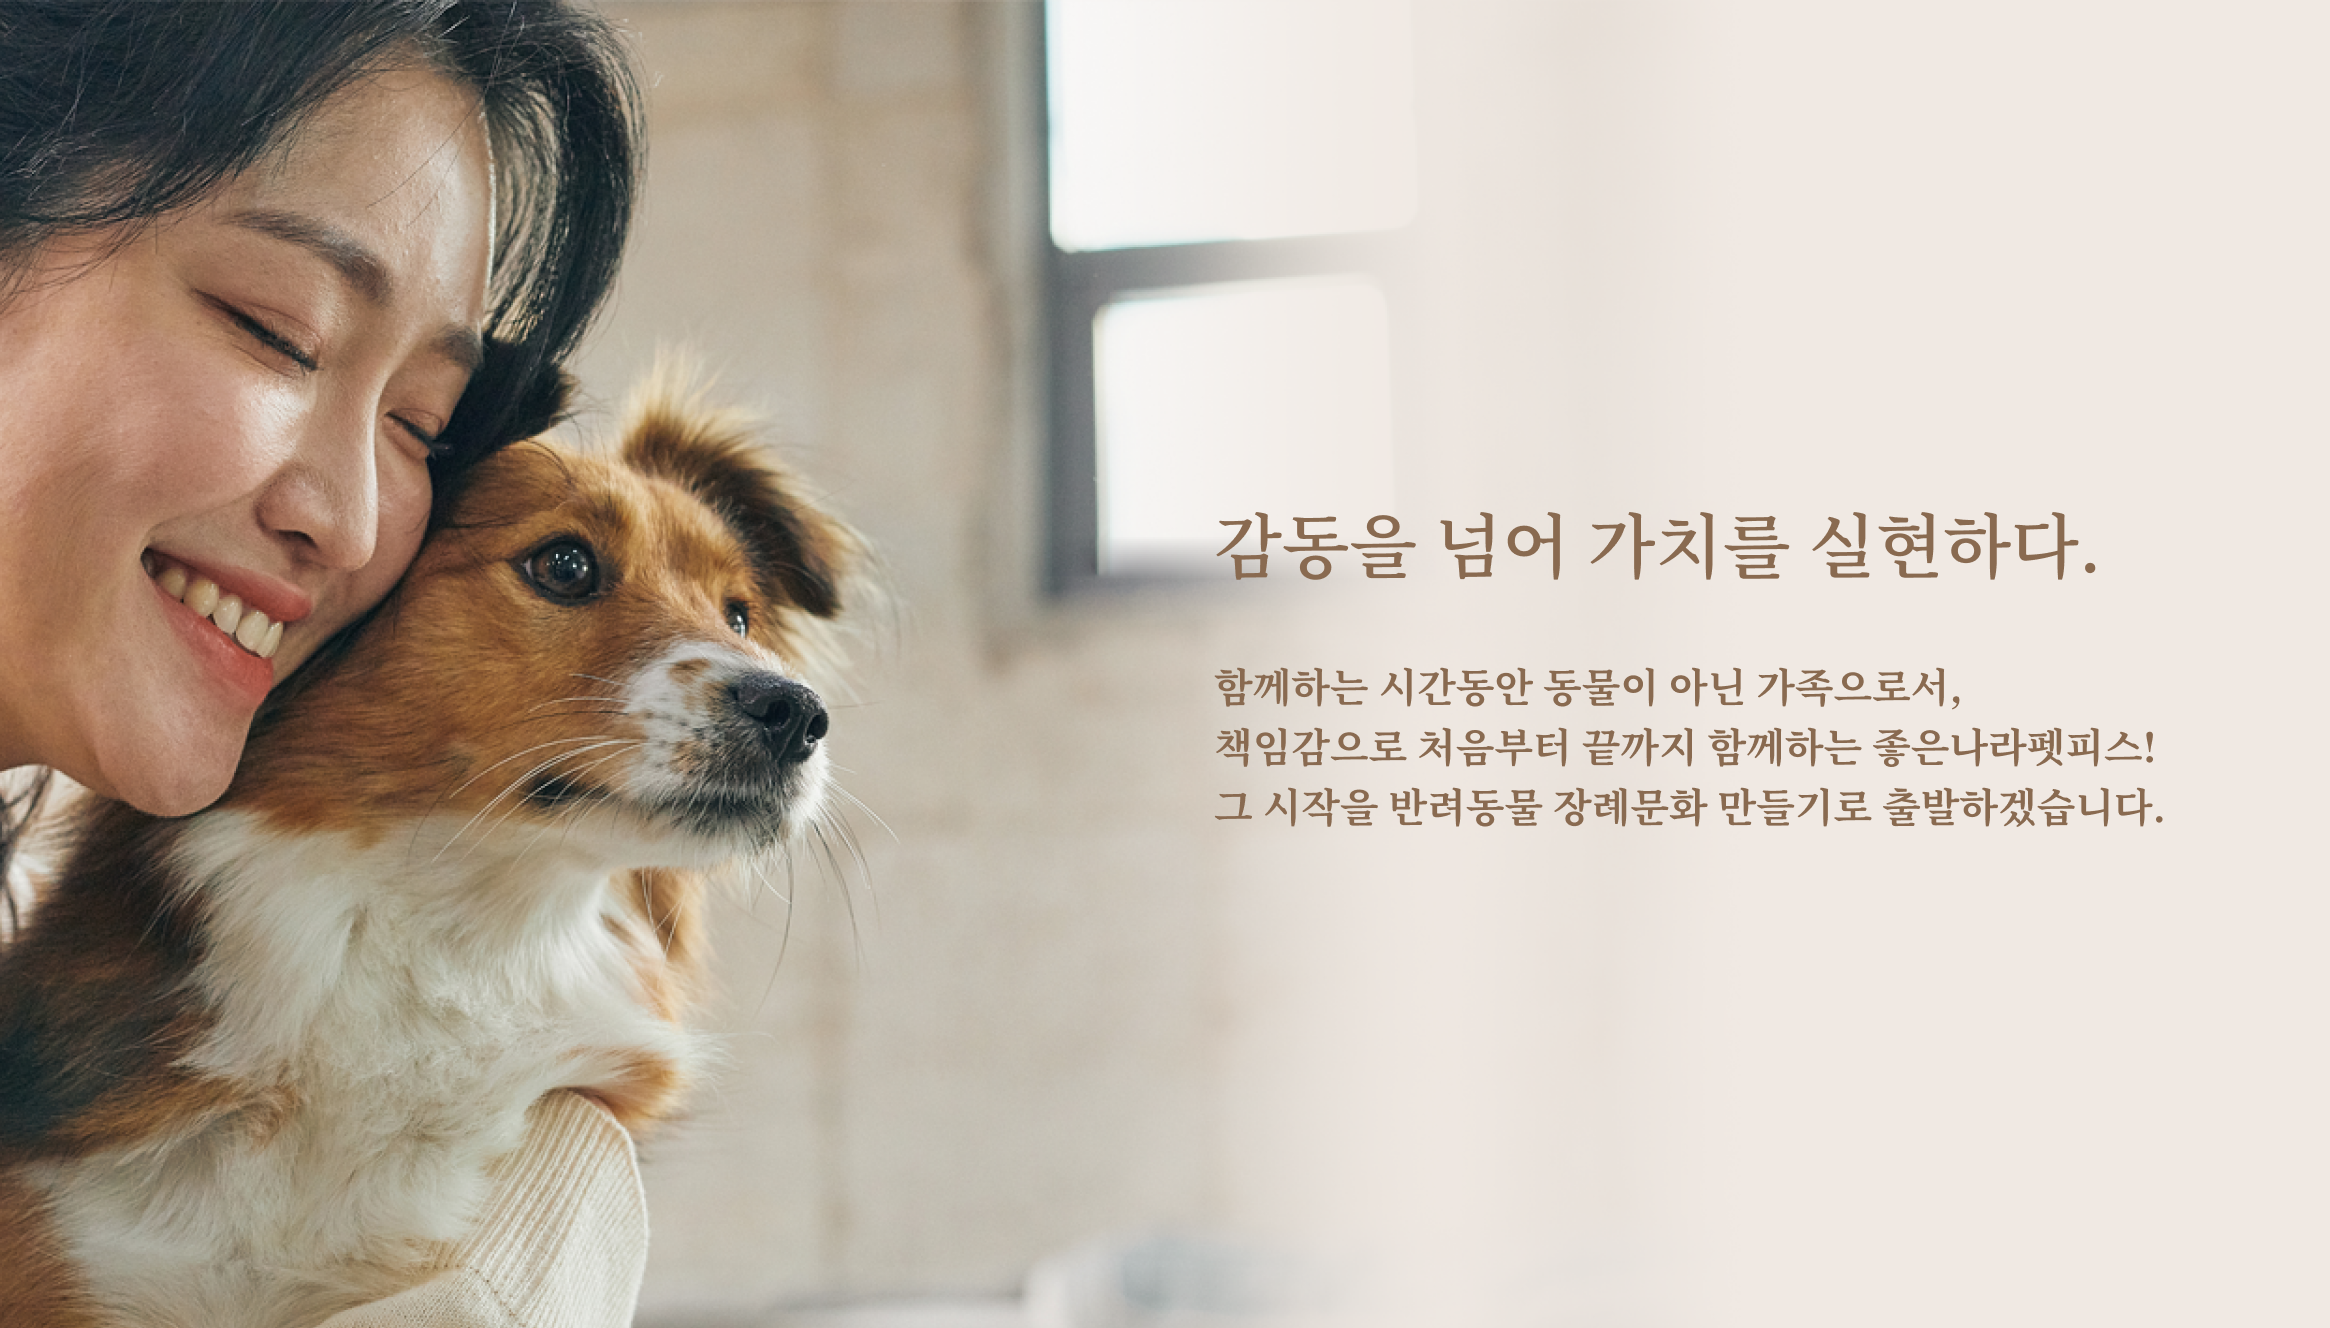 감동을 넘어 가치를 실현하다.
함께하는 시간동안 동물이 아닌 가족으로서,
책임감으로 처음부터 끝까지 함께하는 좋은나라펫피스!
그 시작을 반려동물 장례문화 만들기로 출발하겠습니다.